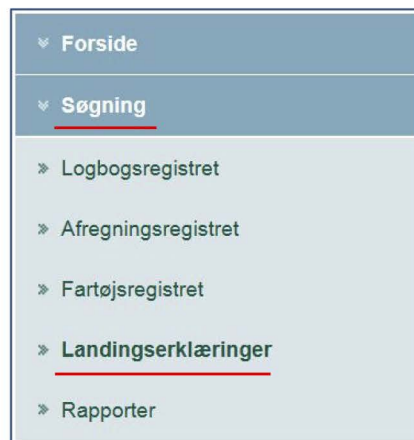 Forside
Søgning
Logbogsregistret
Afregningsregistret
Fartøjsregistret
Landingserklæringer
Rapporter